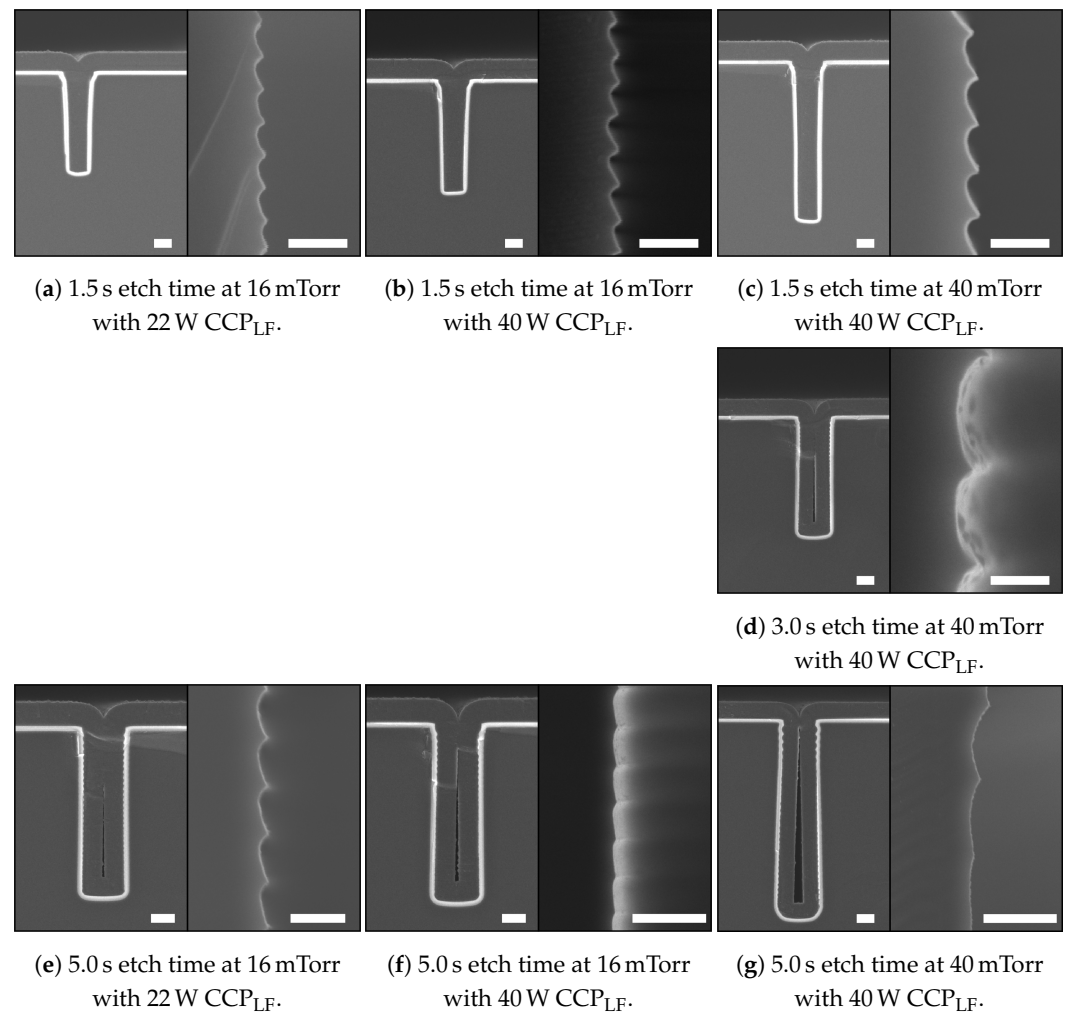 (a) 1.5 s etch time at 16 mTorr
with 22 W CCP_LF.
(b) 1.5 s etch time at 16 mTorr
with 40 W CCP_LF.
(c) 1.5 s etch time at 40 mTorr
with 40 W CCP_LF.
(d) 3.0 s etch time at 40 mTorr
with 40 W CCP_LF.
(e) 5.0 s etch time at 16 mTorr
with 22 W CCP_LF.
(f) 5.0 s etch time at 16 mTorr
with 40 W CCP_LF.
(g) 5.0 s etch time at 40 mTorr
with 40 W CCP_LF.